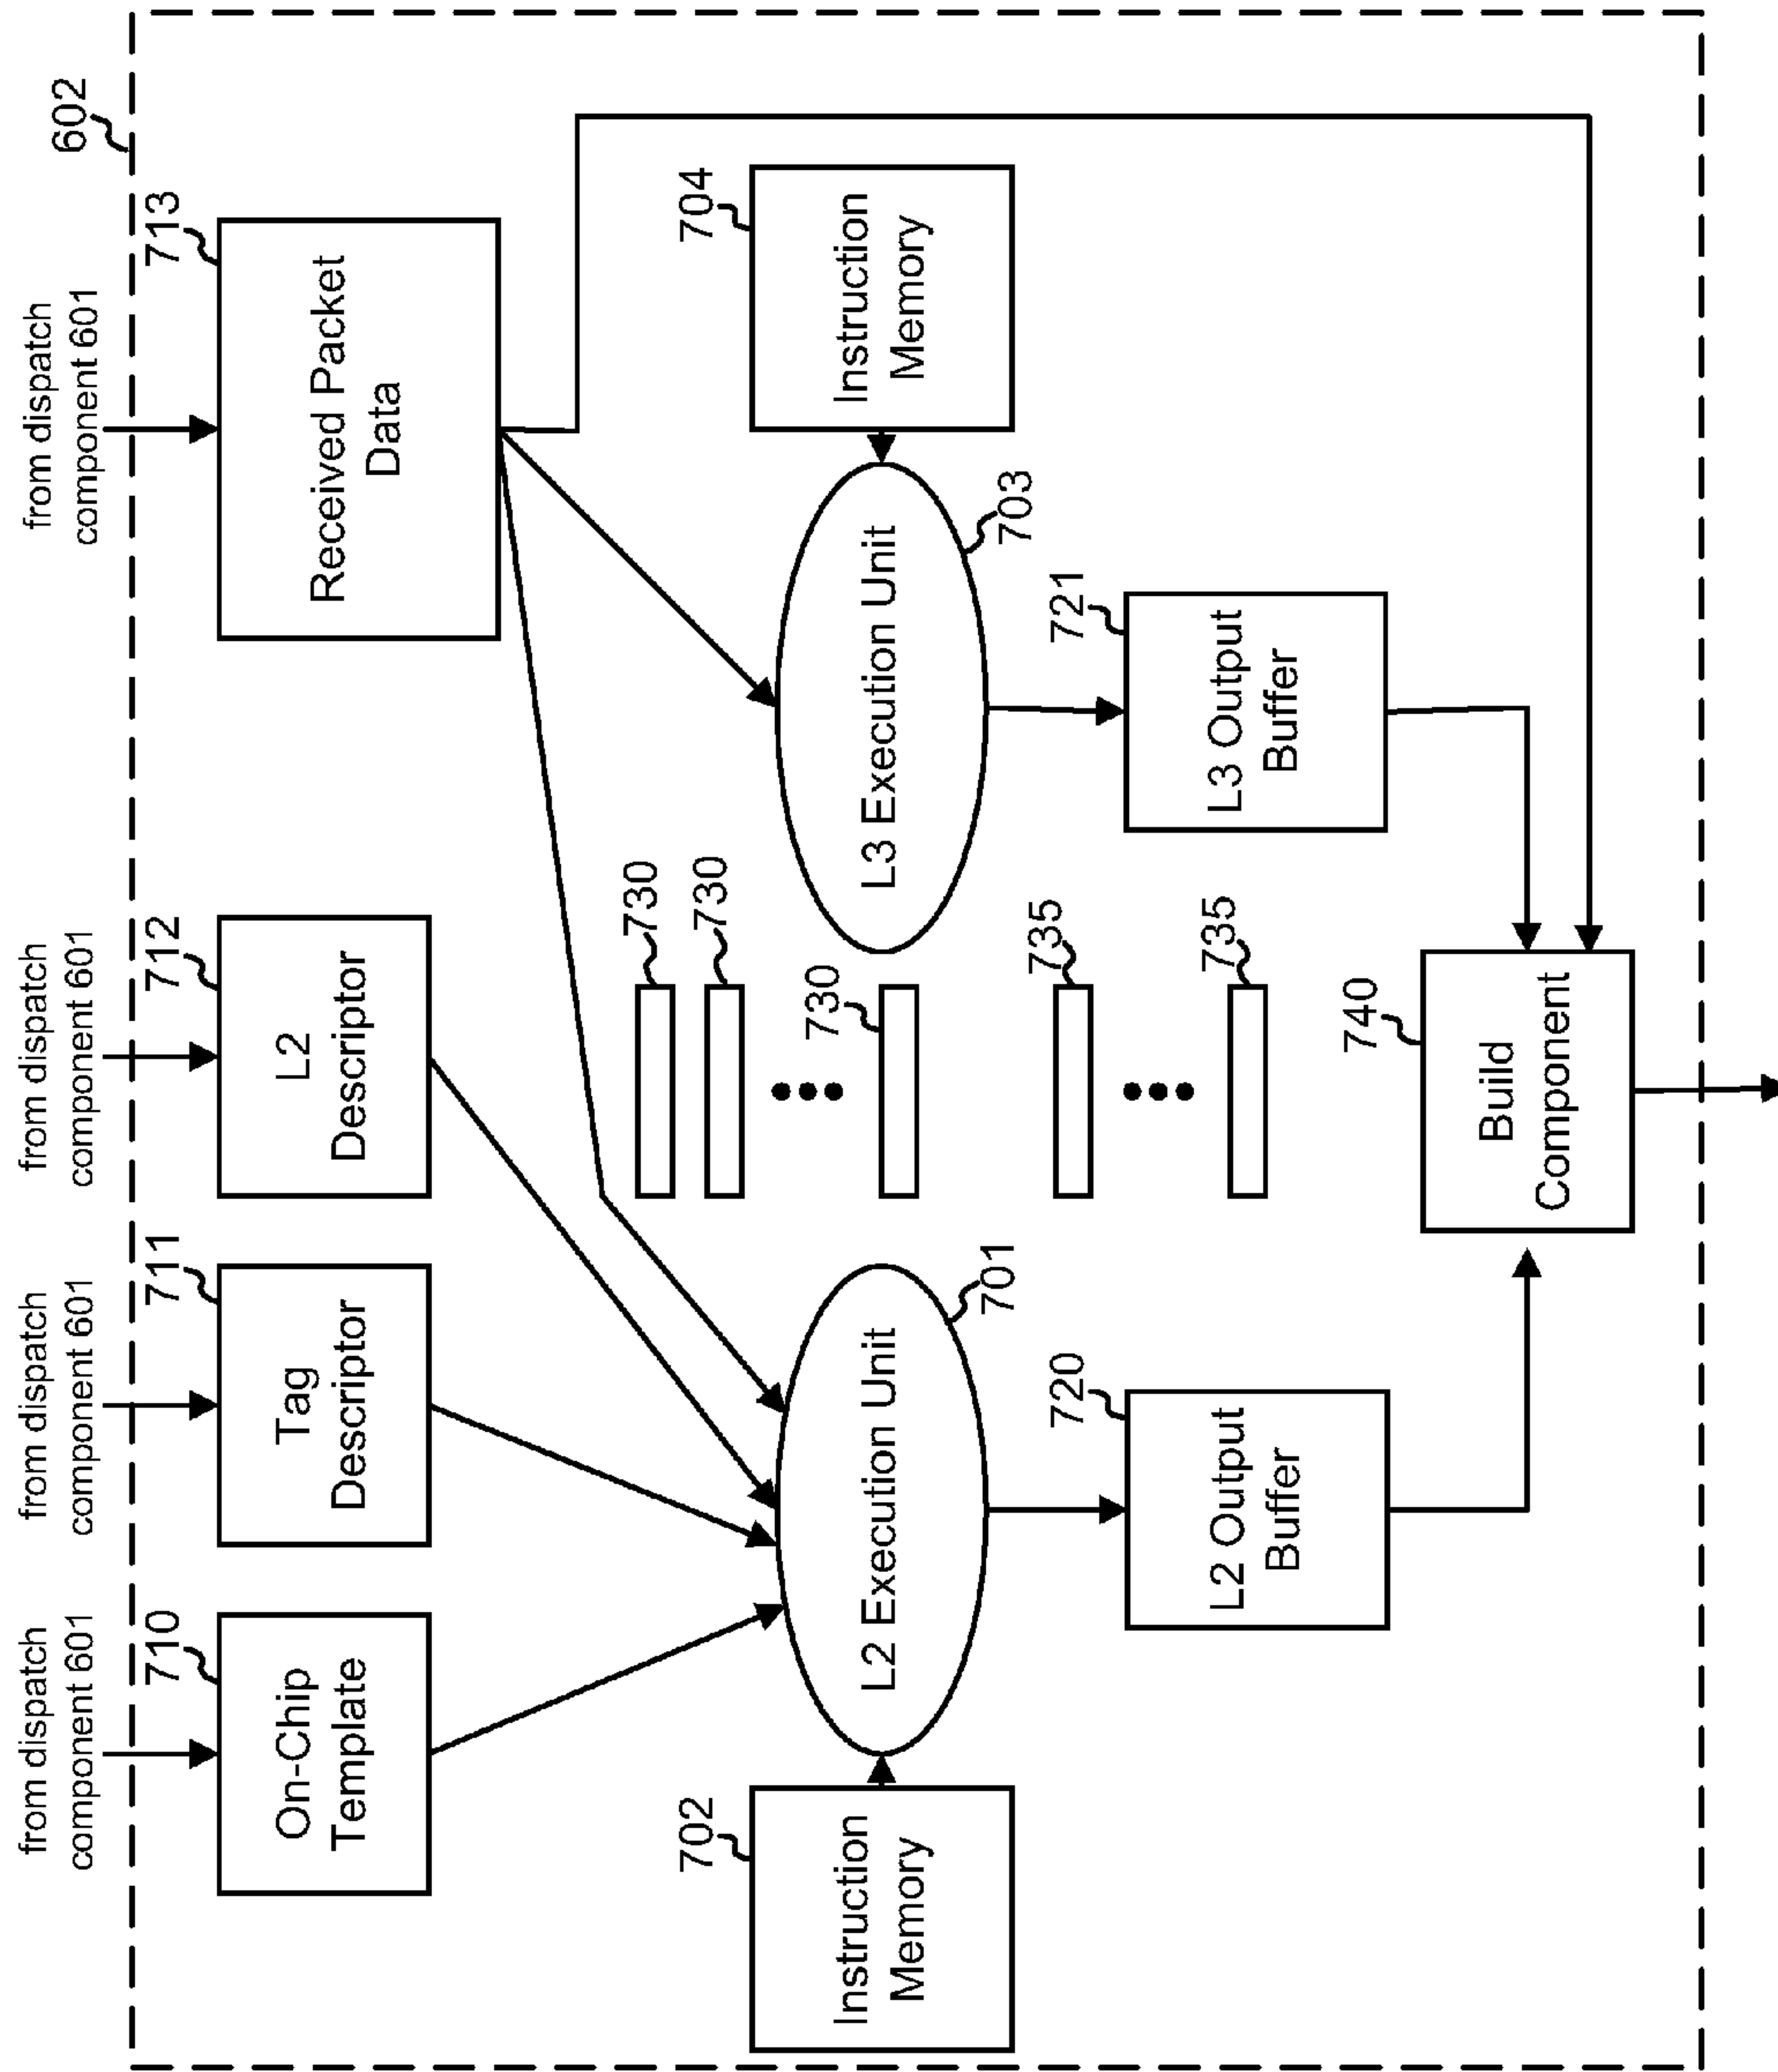 from dispatch
component 601
from dispatch
component 601
from dispatch
component 601
from dispatch
component 601
602
710
711
712
713
On-Chip
Template
Tag
Descriptor
L2
Descriptor
Received Packet
Data
730
730
730
702
Instruction
Memory
L2 Execution Unit
701
L3 Execution Unit
703
704
Instruction
Memory
735
735
720
L2 Output
Buffer
721
L3 Output
Buffer
740
Build
Component